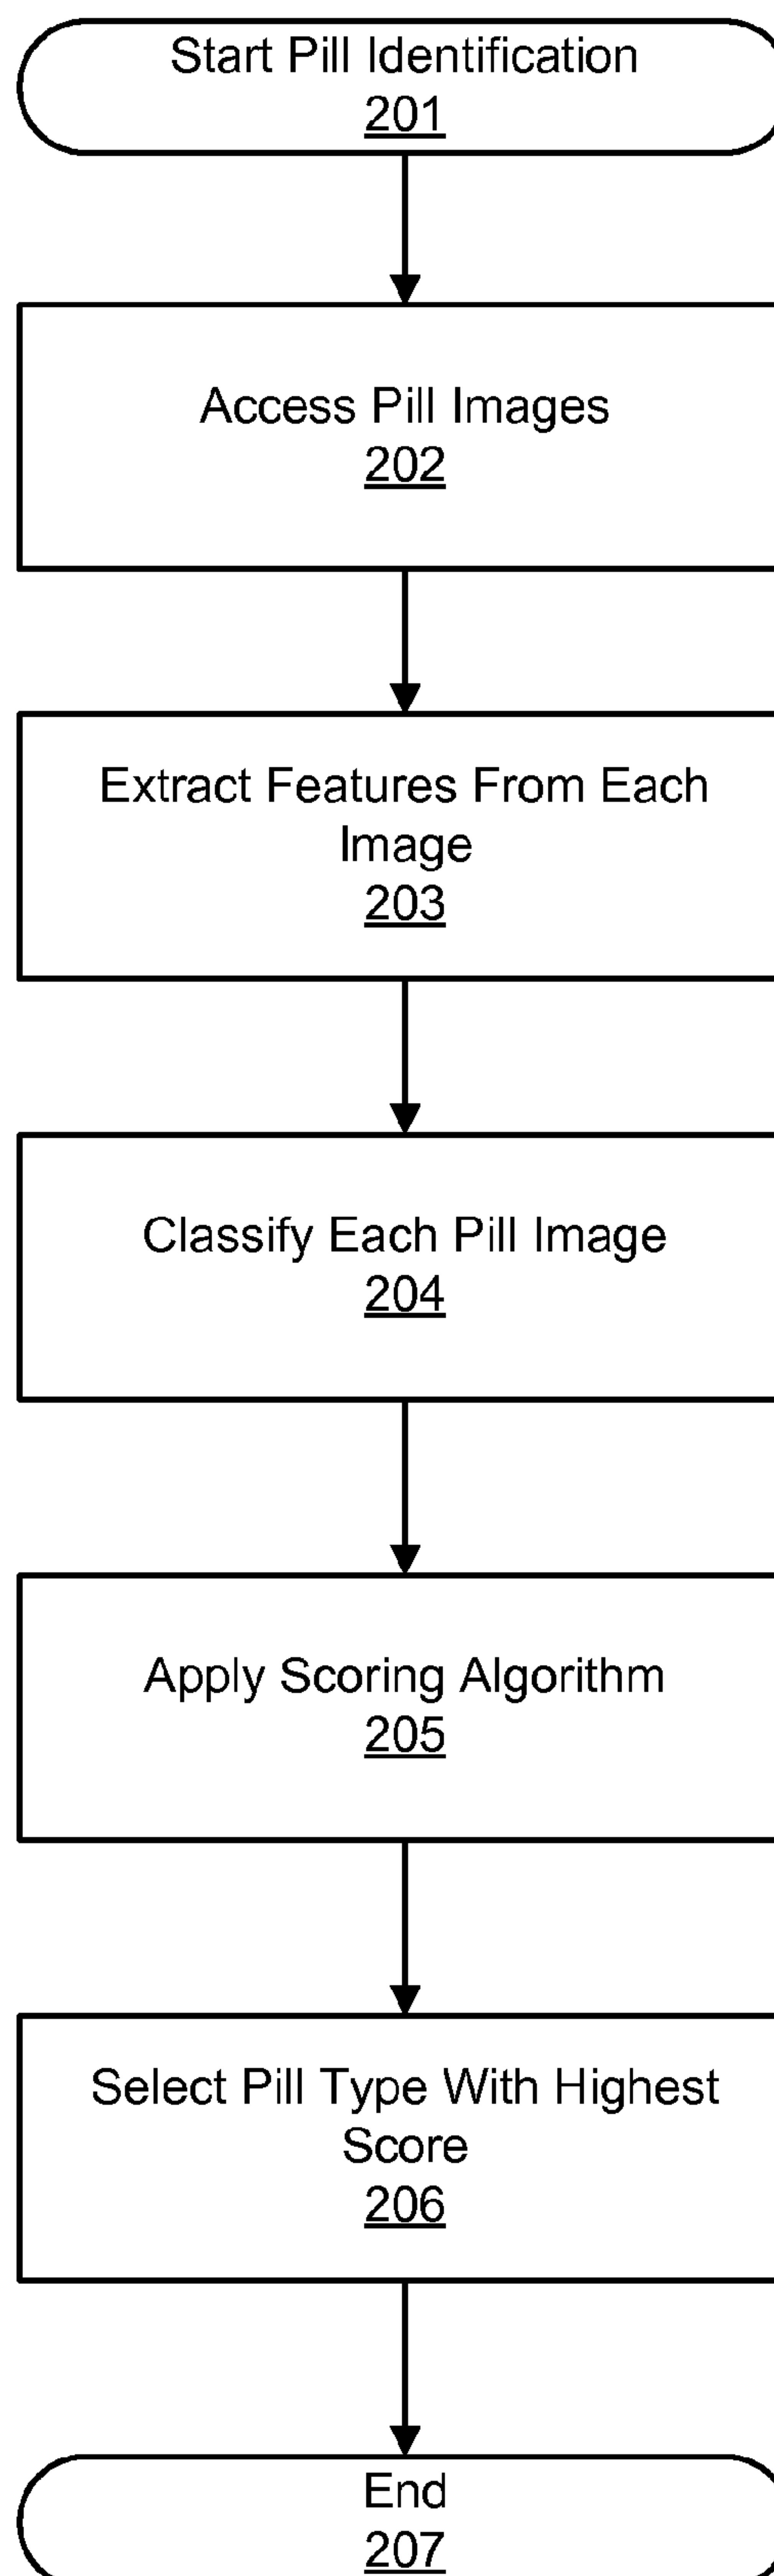 Start Pill Identification
201
Access Pill Images
202
Extract Features From Each
Image
203
Classify Each Pill Image
204
Apply Scoring Algorithm
205
Select Pill Type With Highest
Score
206
End
207